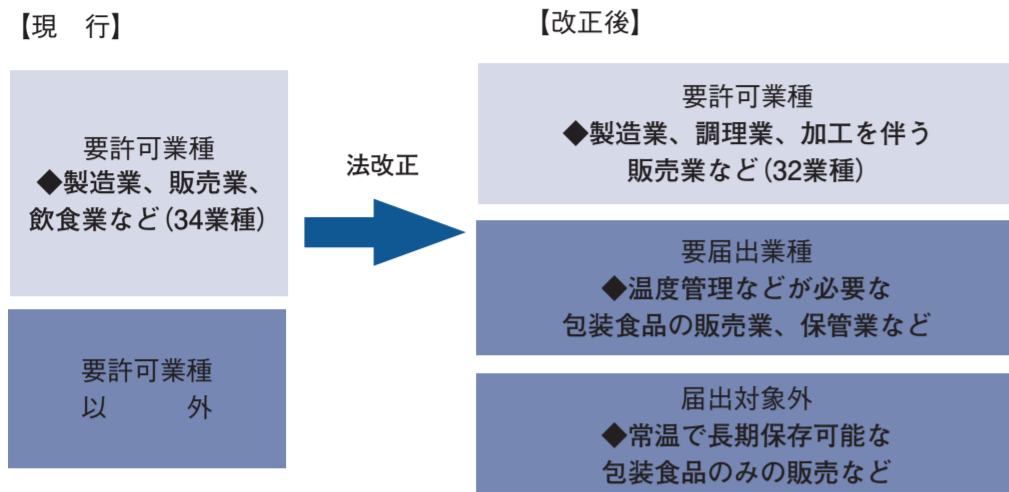 【現　行】
要許可業種
◆製造業、販売業、
飲食業など(34業種)
要許可業種
以　　外
法改正
【改正後】
要許可業種
◆製造業、調理業、加工を伴う
販売業など(32業種)
要届出業種
◆温度管理などが必要な
包装食品の販売業、保管業など
届出対象外
◆常温で長期保存可能な
包装食品のみの販売など